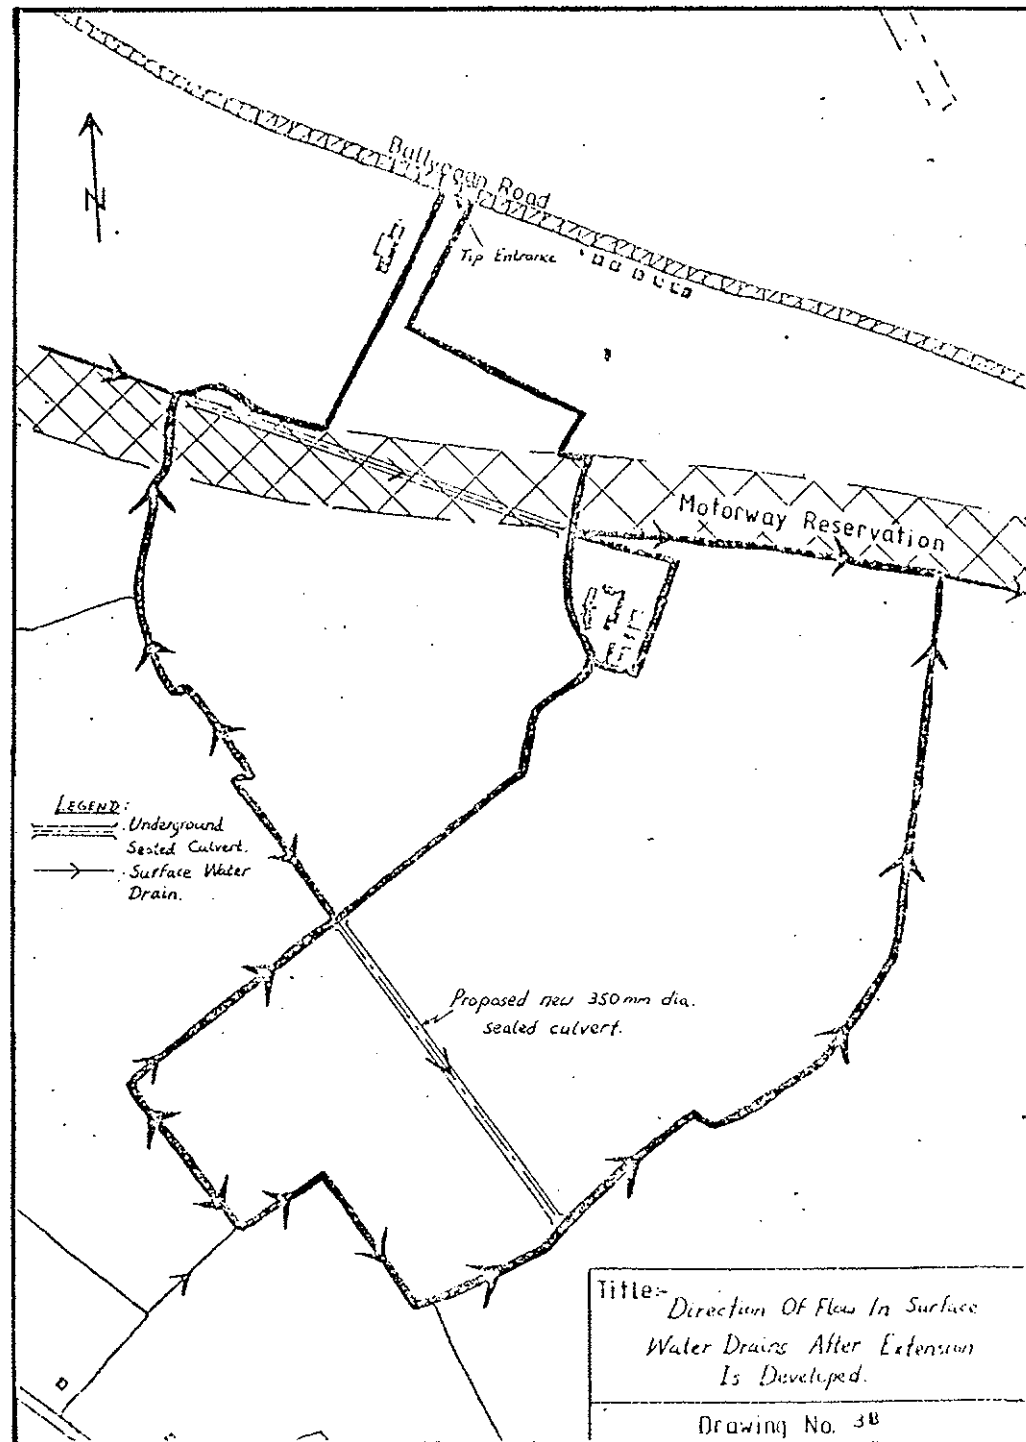 Ballyogan Road
N
Tip Entrance
Motorway Reservation
LEGEND:
Underground
Sealed Culvert.
Surface Water
Drain.
Proposed new 350mm dia.
sealed culvert.
Title:-
Direction Of Flow In Surface
Water Drains After Extension
Is Developed.
Drawing No. 3B